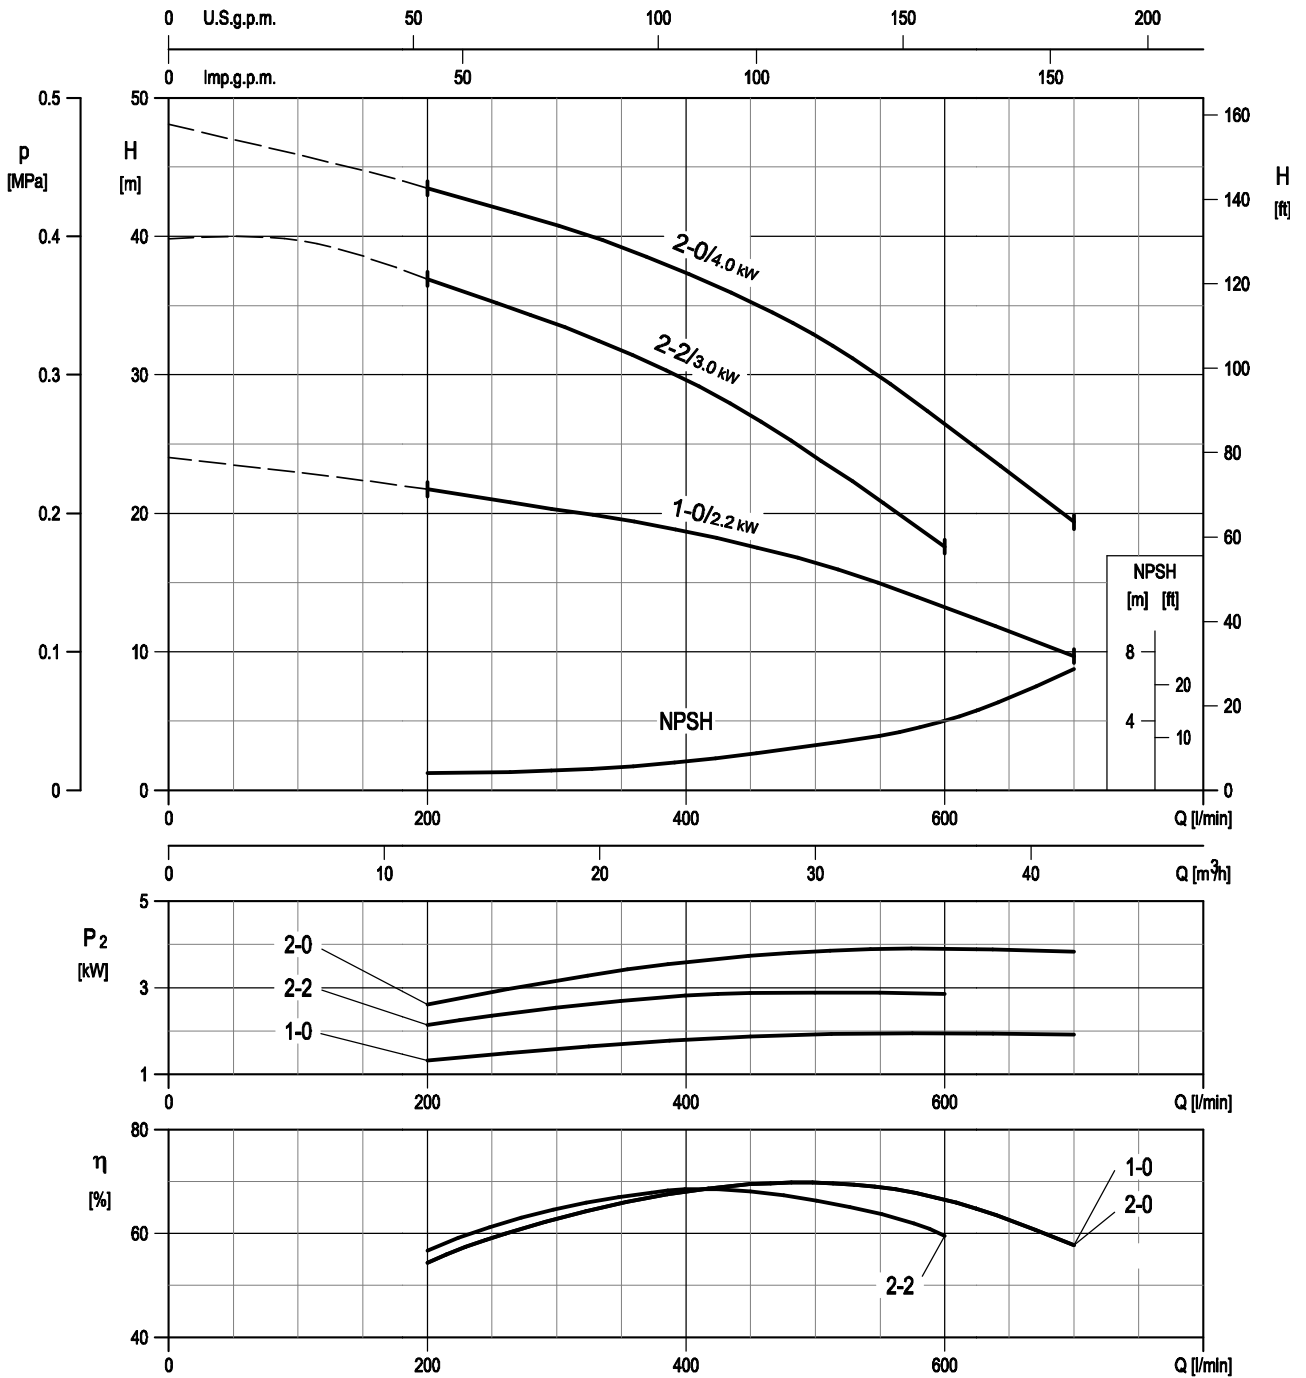 0 U.S.g.p.m. 50 100 150 200
0 Imp.g.p.m. 50 100 150
0.5 50 160
p H H
[MPa] [m] [ft]
140
0.4 40
2-0/4.0 kW
120
2-2/3.0 kW
0.3 30 100
80
0.2 20
1-0/2.2 kW
60
NPSH
[m] [ft]
40
0.1 10 8
20
NPSH 4 20
10
0 0 0
200 400 600 Q [l/min]
0 10 20 30 40 Q [m³/h]
5
P2 2-0
[kW]
3 2-2
1-0
1
0 200 400 600 Q [l/min]
80
η 1-0
[%] 2-0
60
2-2
40
0 200 400 600 Q [l/min]